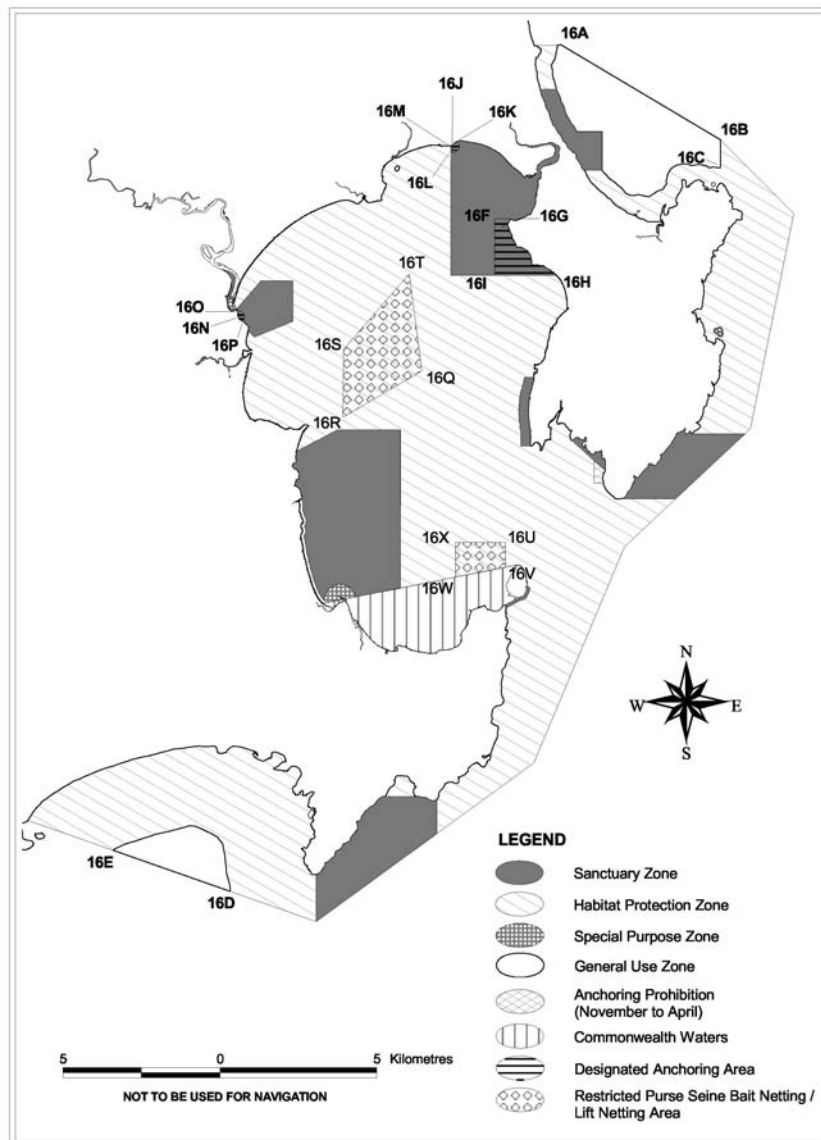 16A
16J
16M
16K
16B
16C
16L
16F
16G
16T
16I
16H
16O
16N
16S
16P
16Q
16R
16X
16U
16W
16V
N
W
E
S
LEGEND
16E
Sanctuary Zone
16D
Habitat Protection Zone
Special Purpose Zone
General Use Zone
Anchoring Prohibition
(November to April)
Commonwealth Waters
5 0 5 Kilometres
Designated Anchoring Area
NOT TO BE USED FOR NAVIGATION
Restricted Purse Seine Bait Netting /
Lift Netting Area